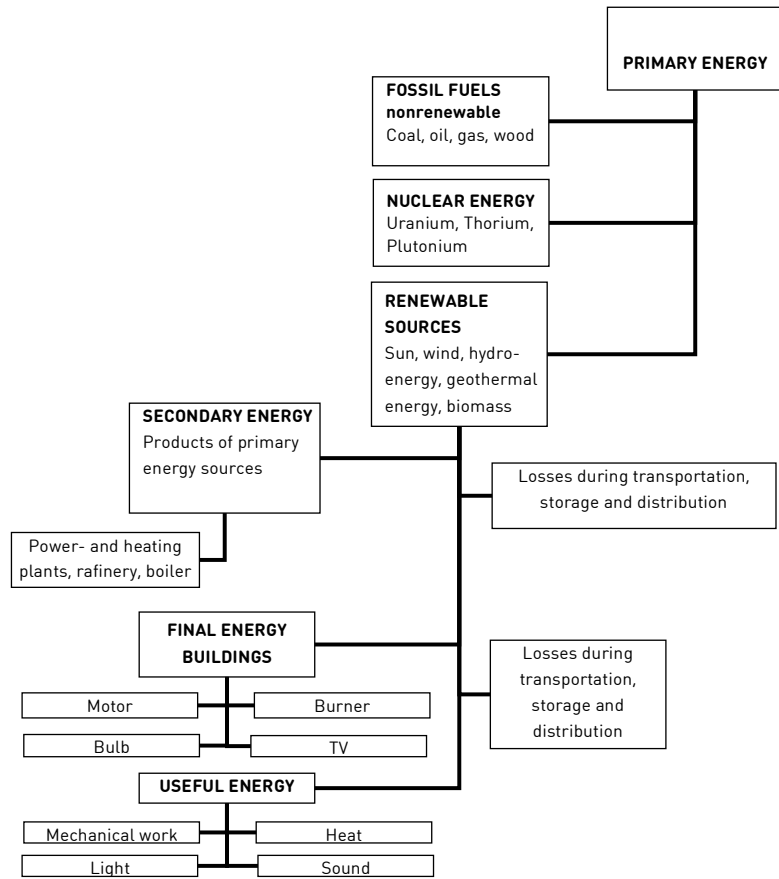 PRIMARY ENERGY
FOSSIL FUELS
nonrenewable
Coal, oil, gas, wood
NUCLEAR ENERGY
Uranium, Thorium,
Plutonium
RENEWABLE
SOURCES
Sun, wind, hydro-
energy, geothermal
energy, biomass
SECONDARY ENERGY
Products of primary
energy sources
Losses during transportation,
storage and distribution
Power- and heating
plants, rafinery, boiler
FINAL ENERGY
BUILDINGS
Losses during
transportation,
storage and
distribution
Motor
Burner
Bulb
TV
USEFUL ENERGY
Mechanical work
Heat
Light
Sound